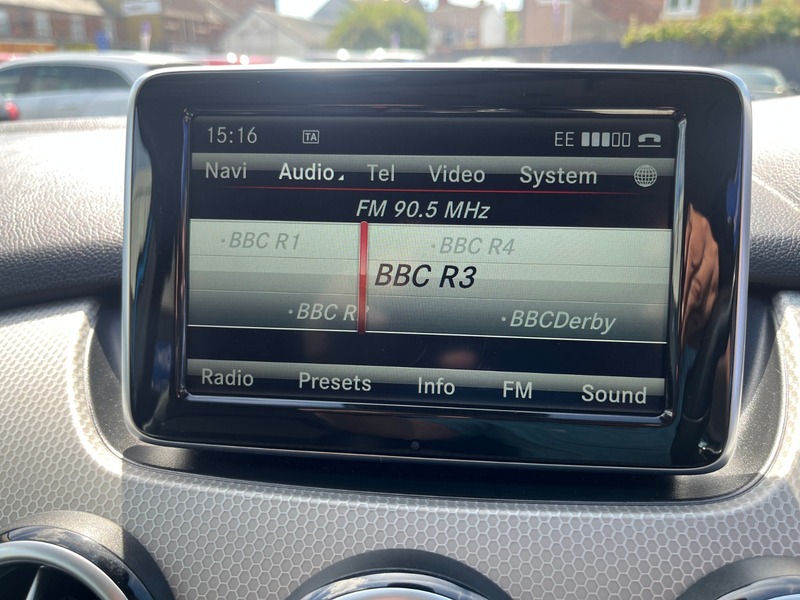 15:16 TA EE
Navi Audio Tel Video System
FM 90.5 MHz
BBC R1 BBC R4
BBC R3
BBC R BBCDerby
Radio Presets Info FM Sound